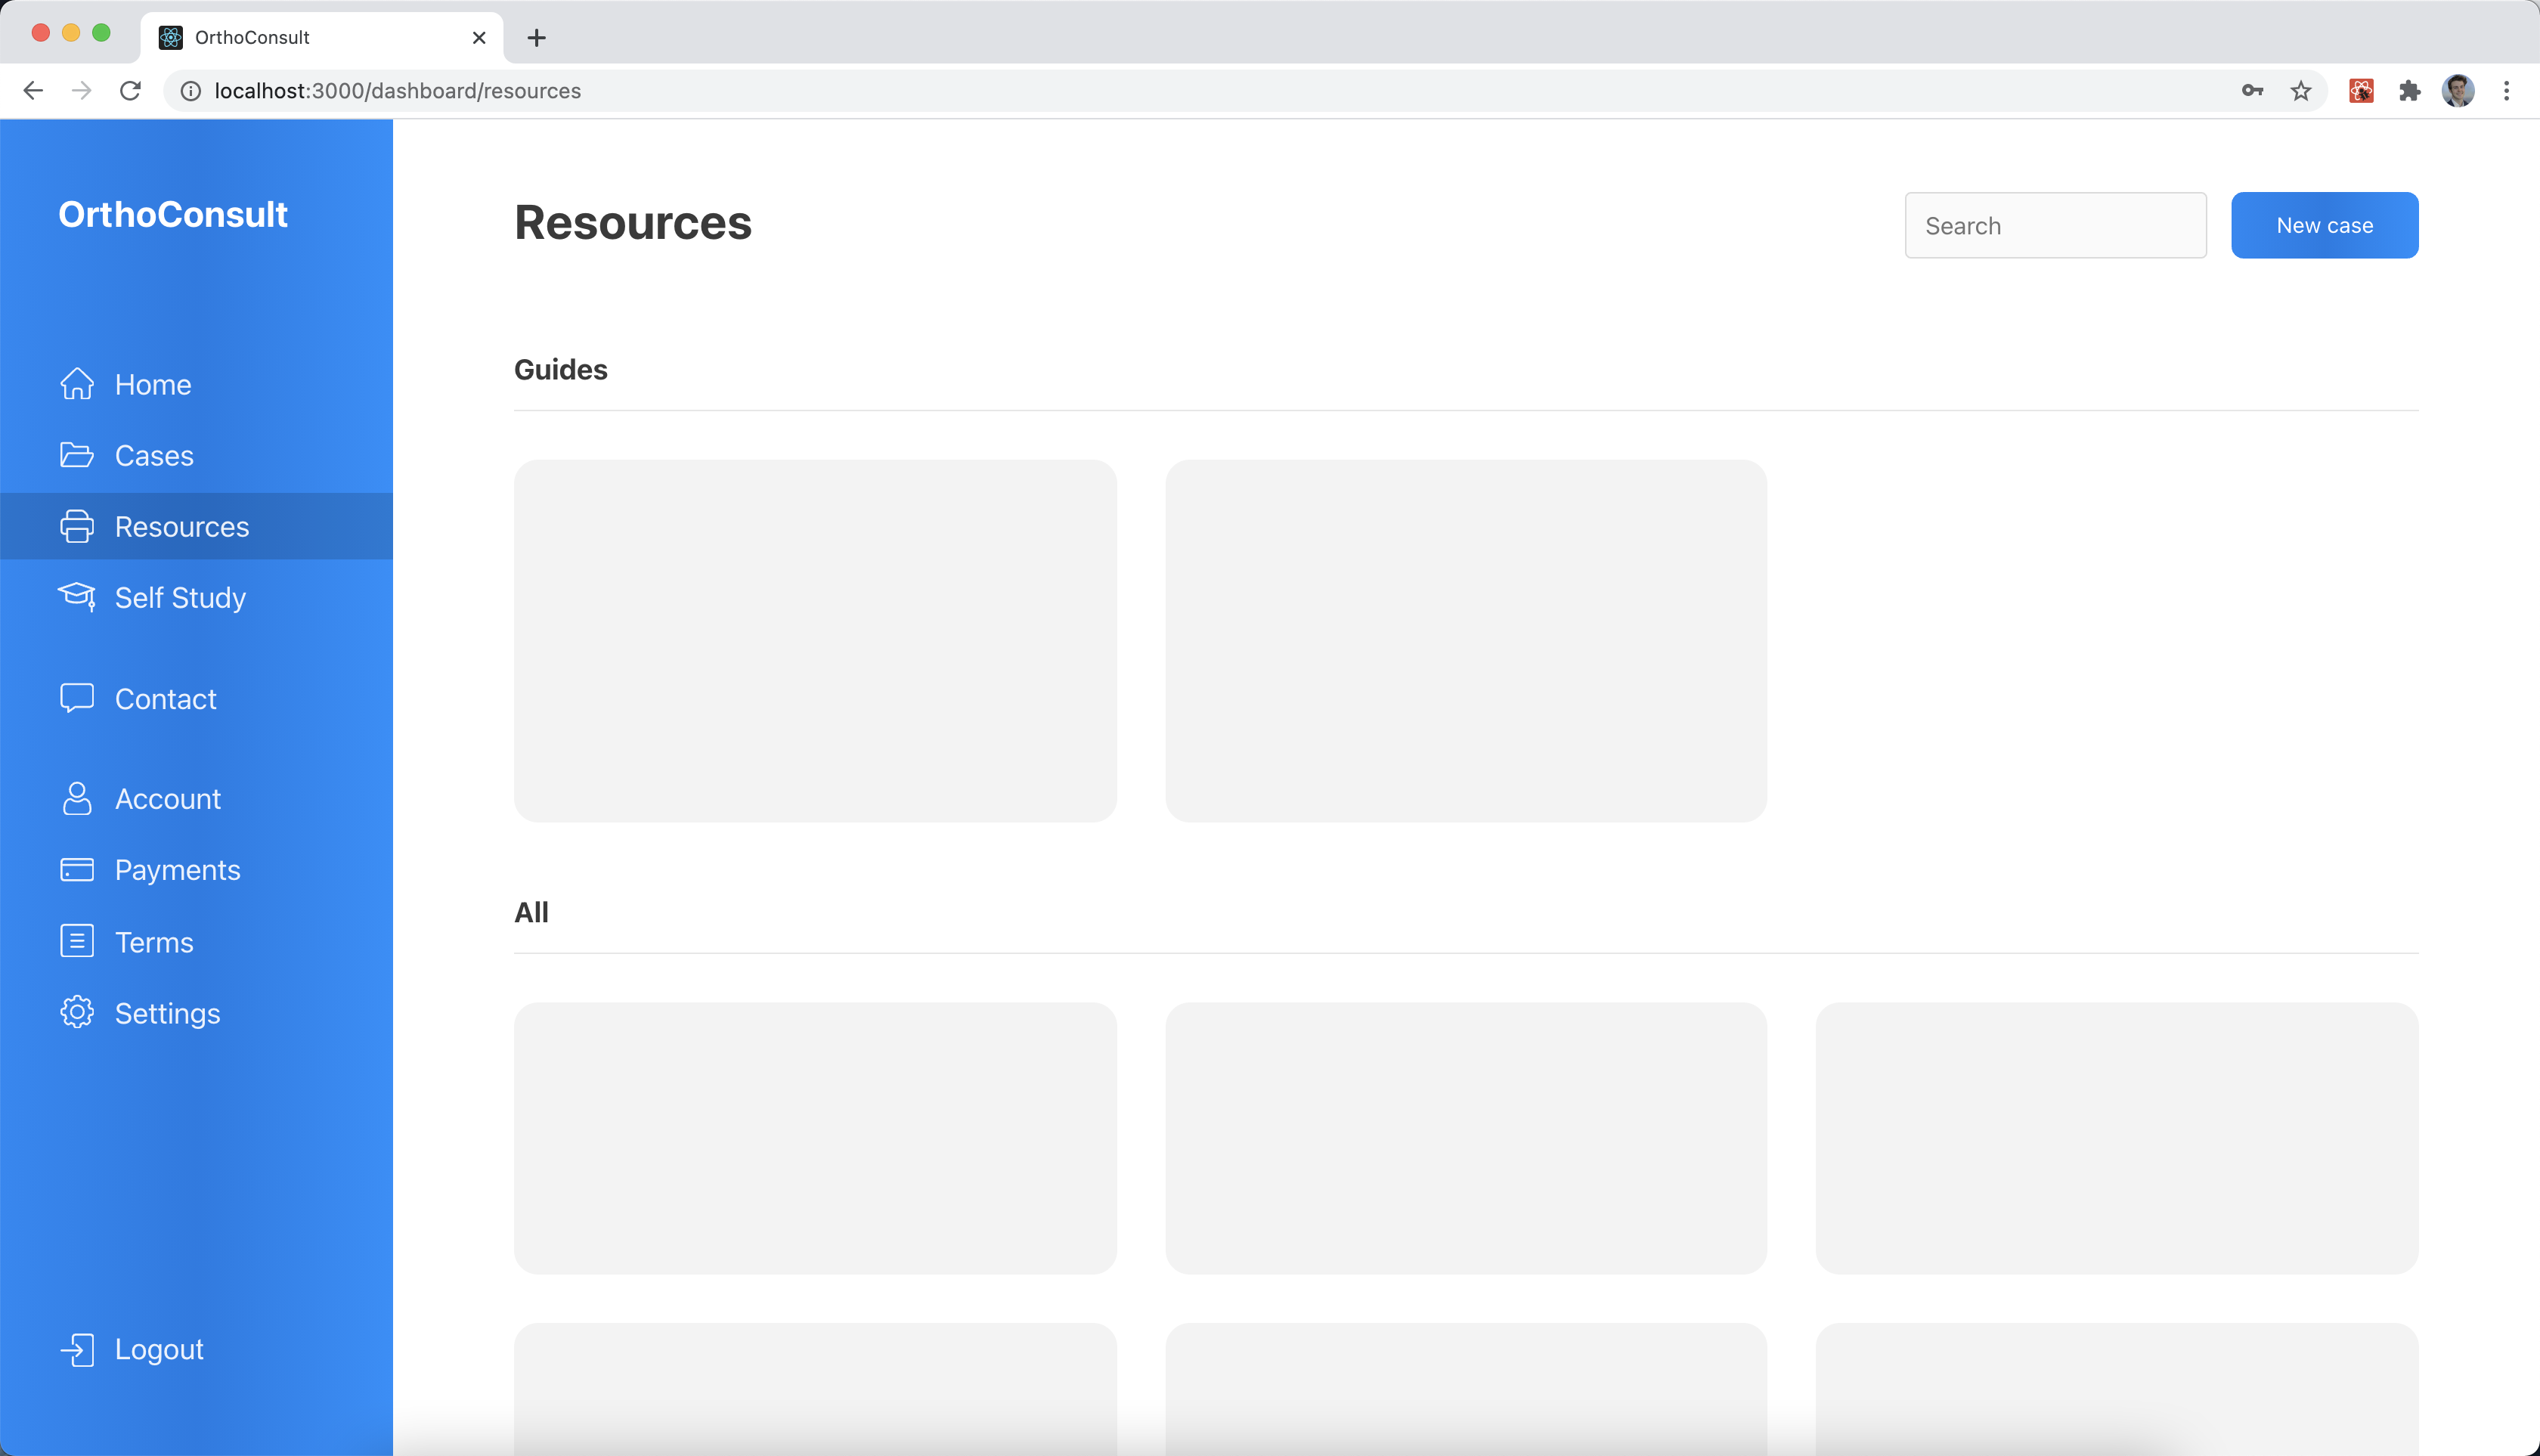 OrthoConsult
localhost:3000/dashboard/resources
OrthoConsult
Home
Cases
Resources
Self Study
Contact
Account
Payments
Terms
Settings
Logout
Resources
Search
New case
Guides
All